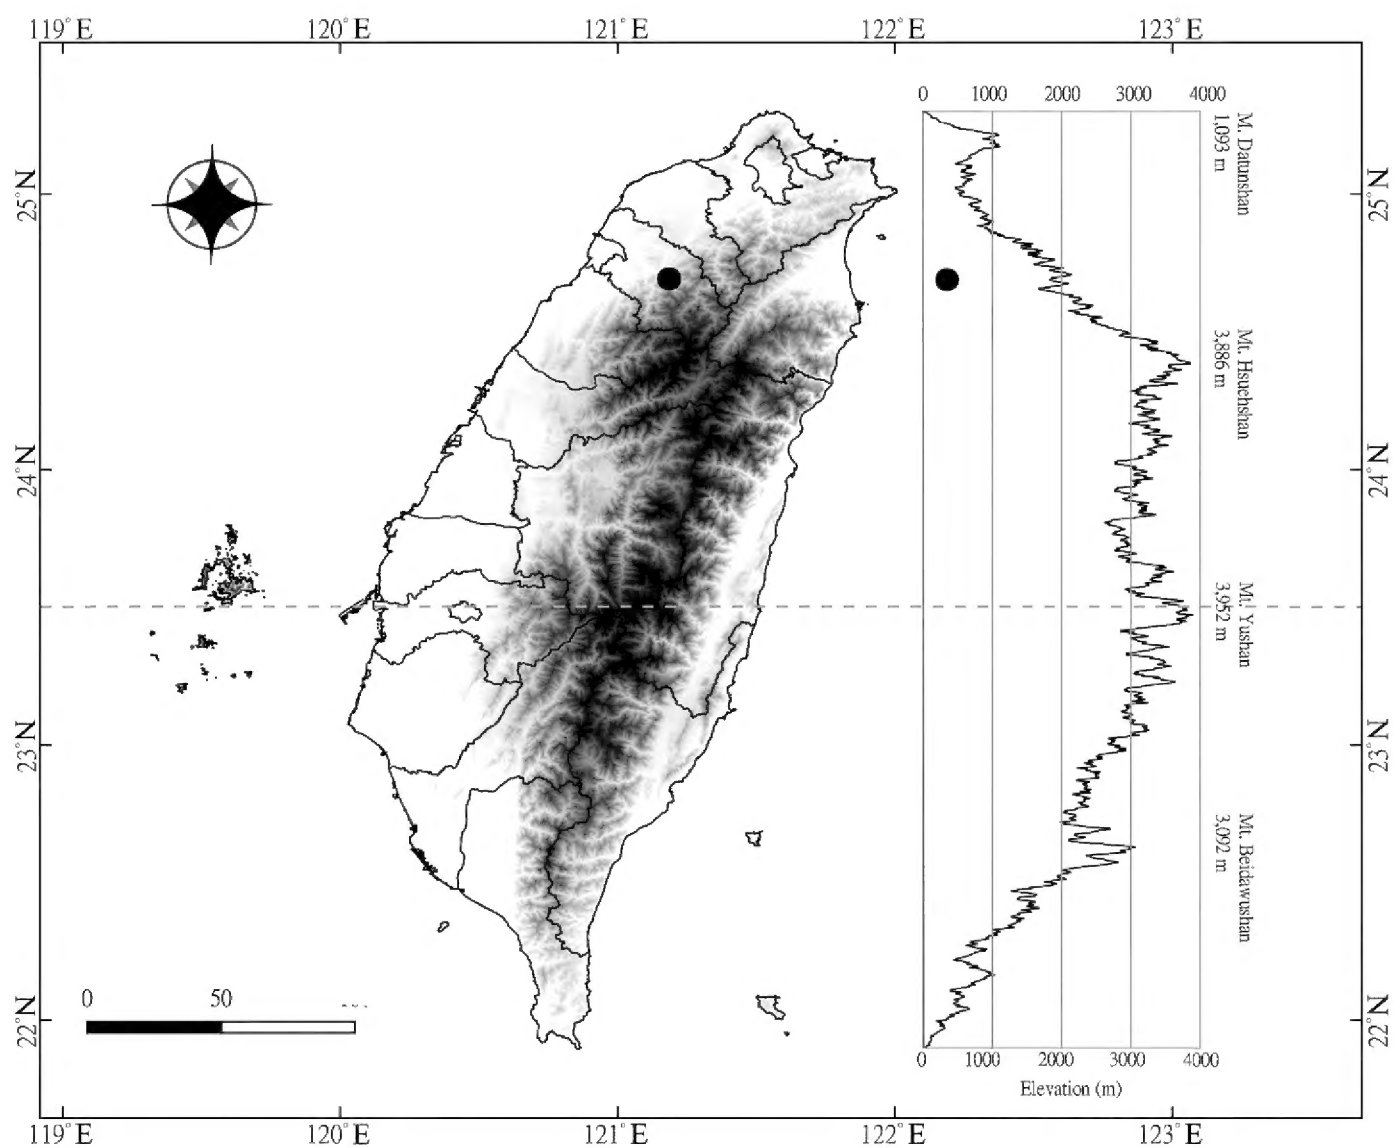 119°E 120°E 121°E 122°E 123°E
0 1000 2000 3000 4000
25°N 25°N
24°N 24°N
23°N 23°N
22°N 22°N
M. Datunshan
1,093 m
Mt. Hsuehshan
3,886 m
Mt. Yushan
3,952 m
Mt. Beidawushan
3,092 m
0 50
0 1000 2000 3000 4000
Elevation (m)
119°E 120°E 121°E 122°E 123°E